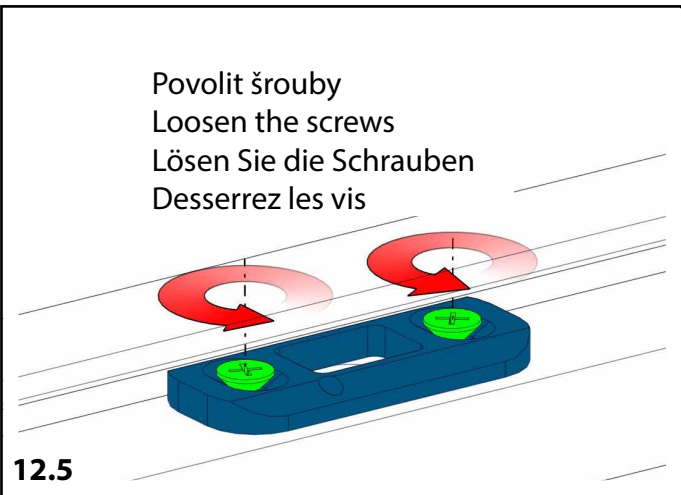 Povolit šrouby
Loosen the screws
Lösen Sie die Schrauben
Desserrez les vis
12.5